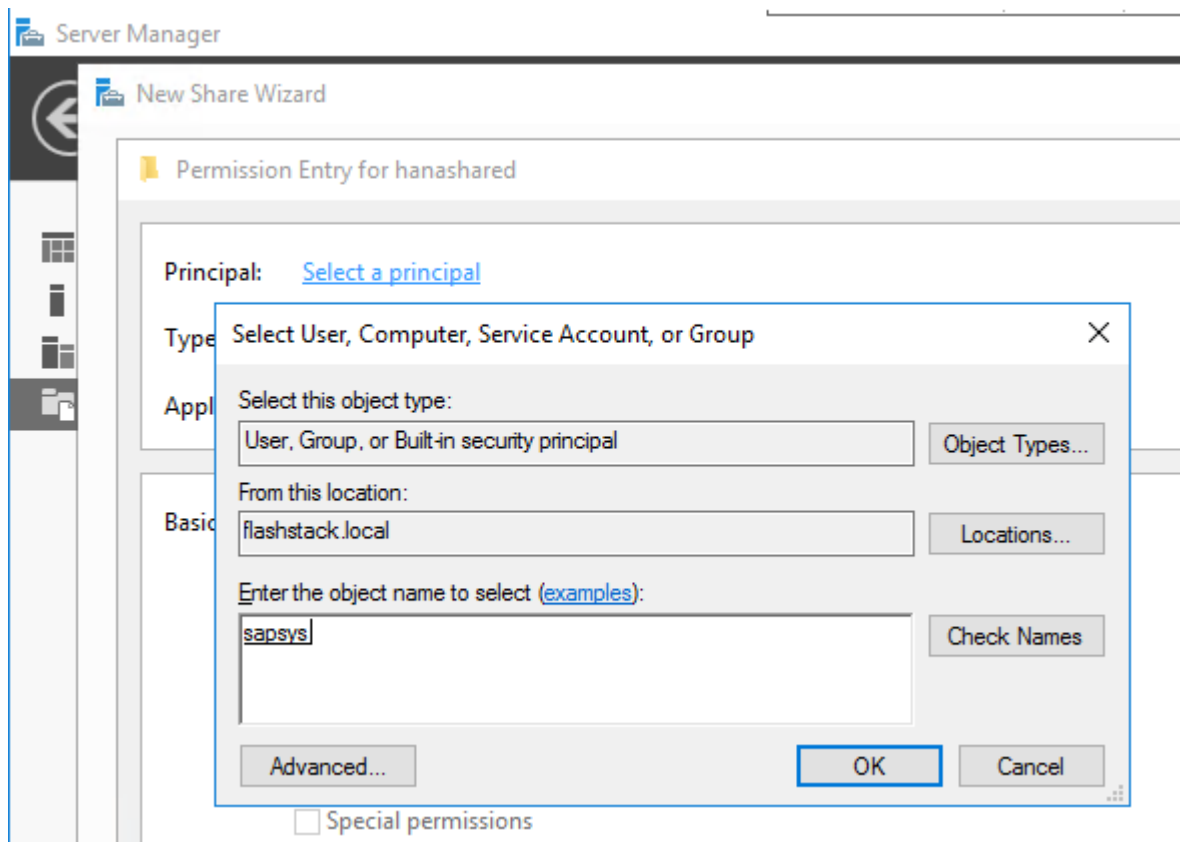 Server Manager
New Share Wizard
Permission Entry for hanashared
Principal: Select a principal
Type
Select User, Computer, Service Account, or Group
Appl
Select this object type:
User, Group, or Built-in security principal
Object Types...
From this location:
Basic
flashstack.local
Locations...
Enter the object name to select (examples):
sapsys
Check Names
Advanced...
OK
Cancel
Special permissions